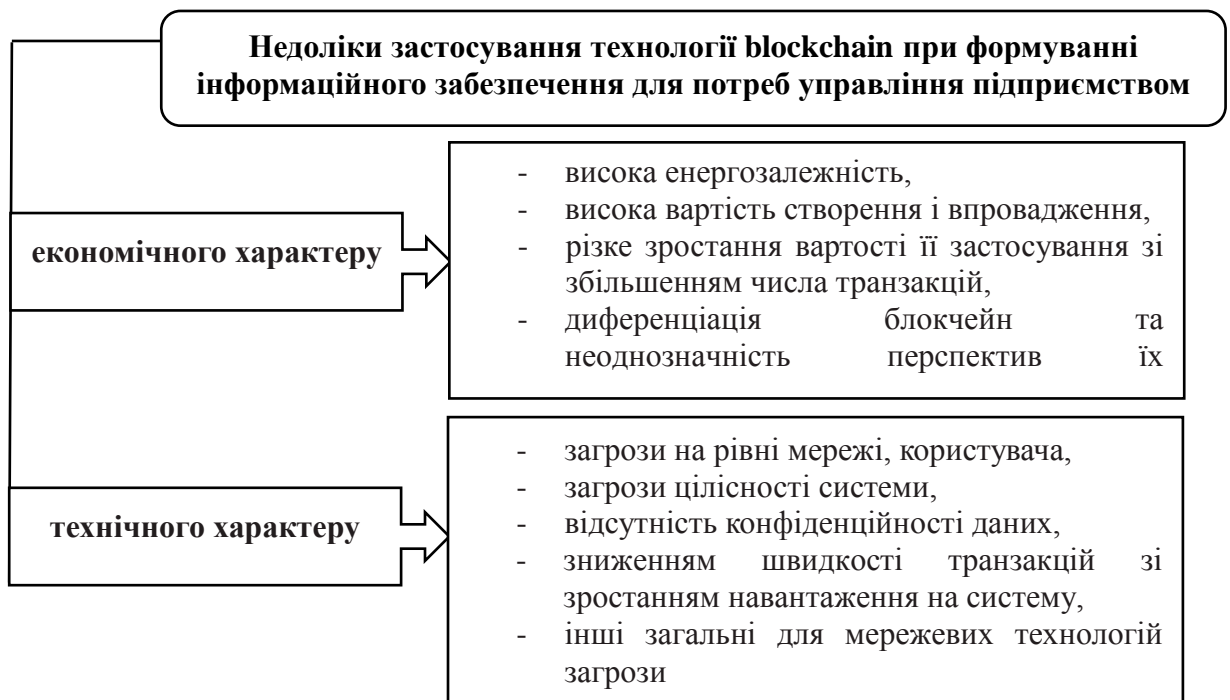 Недоліки застосування технології blockchain при формуванні
інформаційного забезпечення для потреб управління підприємством
економічного характеру
- висока енергозалежність,
- висока вартість створення і впровадження,
- різке зростання вартості її застосування зі
збільшенням числа транзакцій,
- диференціація блокчейн та
неоднозначність перспектив їх
технічного характеру
- загрози на рівні мережі, користувача,
- загрози цілісності системи,
- відсутність конфіденційності даних,
- зниженням швидкості транзакцій зі
зростанням навантаження на систему,
- інші загальні для мережевих технологій
загрози